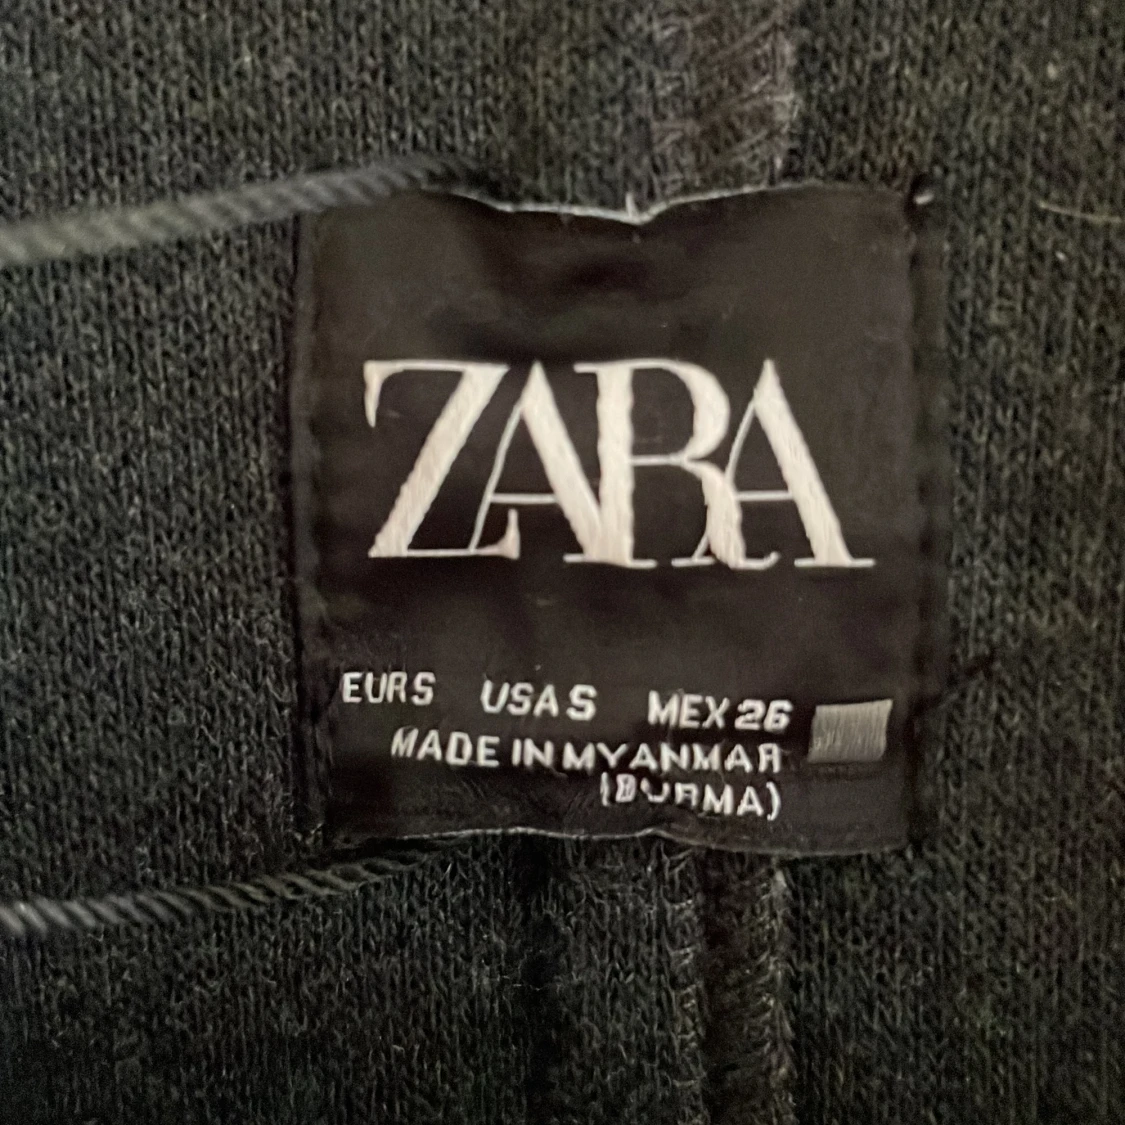 ZARA
EUR S USA S MEX 26
MADE IN MYANMAR
(BURMA)